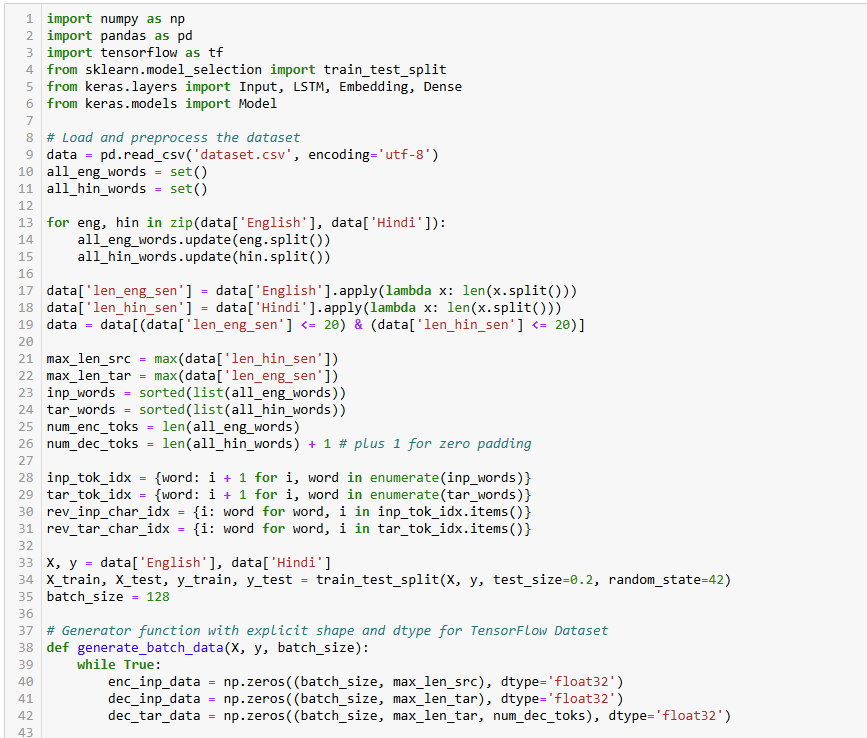 1 import numpy as np
2 import pandas as pd
3 import tensorflow as tf
4 from sklearn.model_selection import train_test_split
5 from keras.layers import Input, LSTM, Embedding, Dense
6 from keras.models import Model
7
8 # Load and preprocess the dataset
9 data = pd.read_csv('dataset.csv', encoding='utf-8')
10 all_eng_words = set()
11 all_hin_words = set()
12
13 for eng, hin in zip(data['English'], data['Hindi']):
14     all_eng_words.update(eng.split())
15     all_hin_words.update(hin.split())
16
17 data['len_eng_sen'] = data['English'].apply(lambda x: len(x.split()))
18 data['len_hin_sen'] = data['Hindi'].apply(lambda x: len(x.split()))
19 data = data[(data['len_eng_sen'] <= 20) & (data['len_hin_sen'] <= 20)]
20
21 max_len_src = max(data['len_hin_sen'])
22 max_len_tar = max(data['len_eng_sen'])
23 inp_words = sorted(list(all_eng_words))
24 tar_words = sorted(list(all_hin_words))
25 num_enc_toks = len(all_eng_words)
26 num_dec_toks = len(all_hin_words) + 1 # plus 1 for zero padding
27
28 inp_tok_idx = {word: i + 1 for i, word in enumerate(inp_words)}
29 tar_tok_idx = {word: i + 1 for i, word in enumerate(tar_words)}
30 rev_inp_char_idx = {i: word for word, i in inp_tok_idx.items()}
31 rev_tar_char_idx = {i: word for word, i in tar_tok_idx.items()}
32
33 X, y = data['English'], data['Hindi']
34 X_train, X_test, y_train, y_test = train_test_split(X, y, test_size=0.2, random_state=42)
35 batch_size = 128
36
37 # Generator function with explicit shape and dtype for TensorFlow Dataset
38 def generate_batch_data(X, y, batch_size):
39     while True:
40         enc_inp_data = np.zeros((batch_size, max_len_src), dtype='float32')
41         dec_inp_data = np.zeros((batch_size, max_len_tar), dtype='float32')
42         dec_tar_data = np.zeros((batch_size, max_len_tar, num_dec_toks), dtype='float32')
43